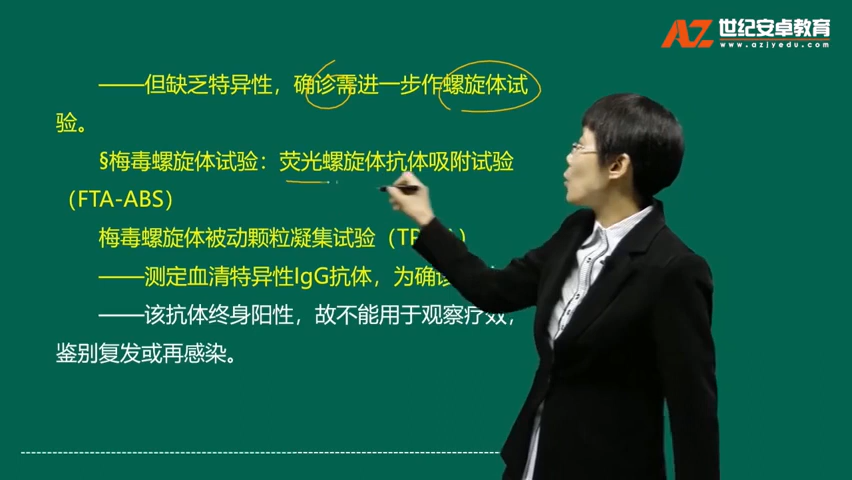 AZ 世纪安卓教育
www.azjyedu.com
——但缺乏特异性，确诊需进一步作螺旋体试
验。
§梅毒螺旋体试验：荧光螺旋体抗体吸附试验
（FTA-ABS）
梅毒螺旋体被动颗粒凝集试验（TP
——测定血清特异性IgG抗体，为确诊
——该抗体终身阳性，故不能用于观察疗效，
鉴别复发或再感染。